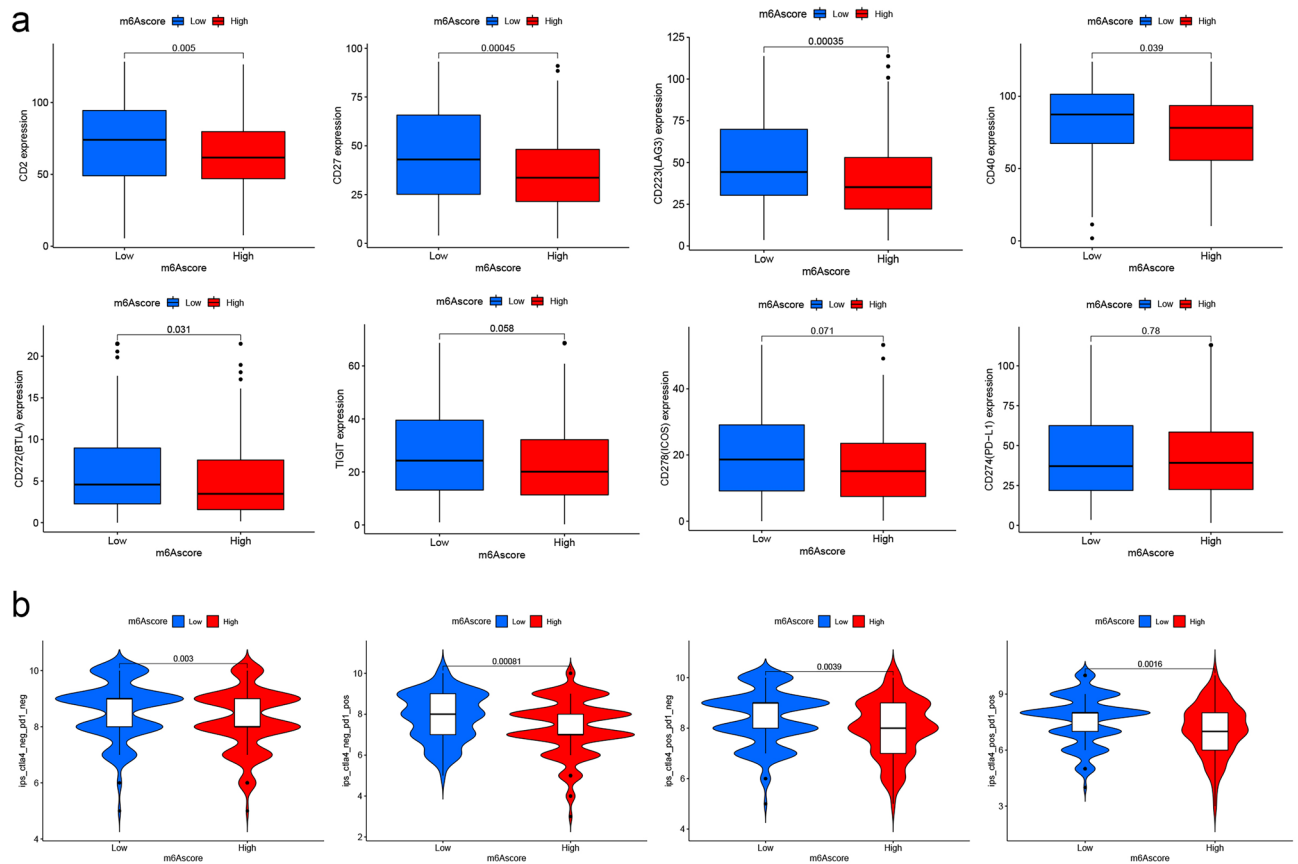 a
m6Ascore Low High
0.005
100
50
0
CD2 expression
Low High
m6Ascore
m6Ascore Low High
0.00045
100
75
50
25
0
CD27 expression
Low High
m6Ascore
m6Ascore Low High
0.00035
125
100
75
50
25
0
CD223(LAG3) expression
Low High
m6Ascore
m6Ascore Low High
0.039
100
50
0
CD40 expression
Low High
m6Ascore
m6Ascore Low High
0.031
20
15
10
5
0
CD272(BTLA) expression
Low High
m6Ascore
m6Ascore Low High
0.058
60
40
20
0
TIGIT expression
Low High
m6Ascore
m6Ascore Low High
0.071
40
20
0
CD278(ICOS) expression
Low High
m6Ascore
m6Ascore Low High
0.78
100
75
50
25
0
CD274(PD−L1) expression
Low High
m6Ascore
b
m6Ascore Low High
0.003
10
8
6
4
ips_ctla4_neg_pd1_neg
Low High
m6Ascore
m6Ascore Low High
0.00081
10
8
6
4
2
ips_ctla4_neg_pd1_pos
Low High
m6Ascore
m6Ascore Low High
0.0039
10
8
6
4
ips_ctla4_pos_pd1_neg
Low High
m6Ascore
m6Ascore Low High
0.0016
9
6
3
ips_ctla4_pos_pd1_pos
Low High
m6Ascore